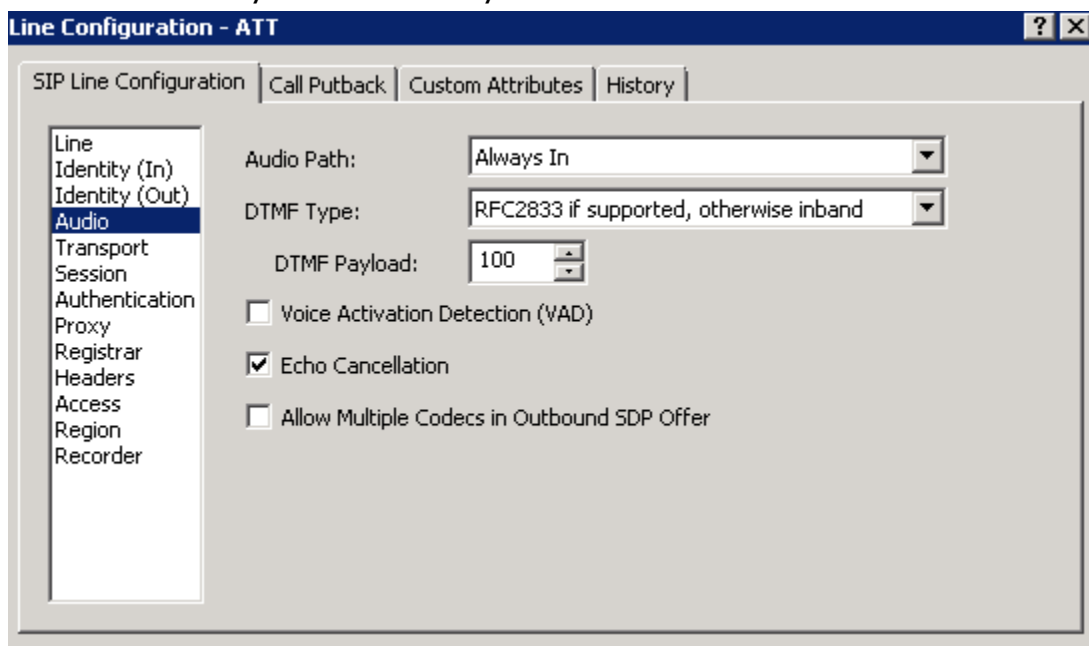 Line Configuration - ATT
SIP Line Configuration Call Putback Custom Attributes History
Line
Identity (In)
Identity (Out)
Audio
Transport
Session
Authentication
Proxy
Registrar
Headers
Access
Region
Recorder
Audio Path: Always In
DTMF Type: RFC2833 if supported, otherwise inband
DTMF Payload: 100
Voice Activation Detection (VAD)
Echo Cancellation
Allow Multiple Codecs in Outbound SDP Offer